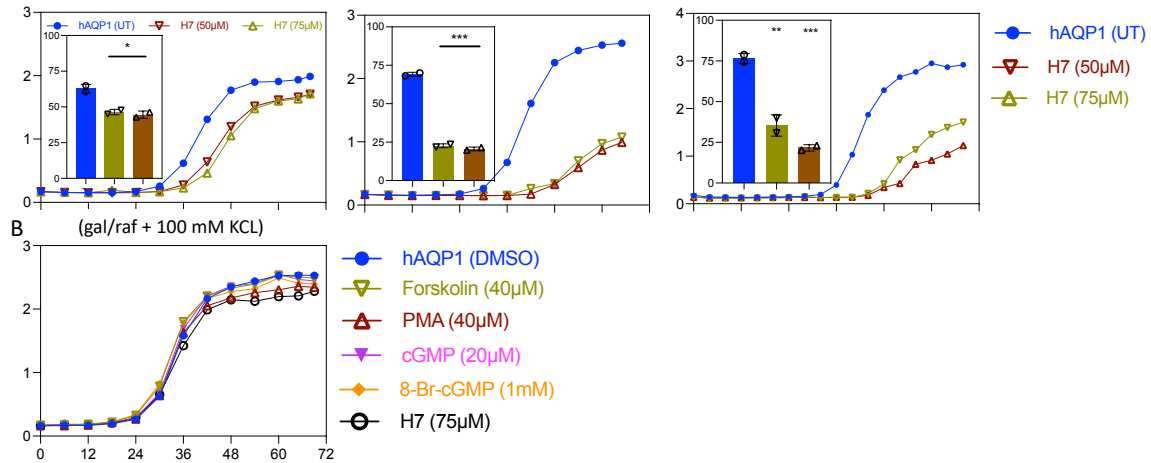 hAQP1 (UT) H7 (50µM) H7 (75µM)
3
2
1
0
100
75
50
25
0
*
3
2
1
0
100
75
50
25
0
***
4
3
2
1
0
100
75
50
25
0
** ***
hAQP1 (UT)
H7 (50µM)
H7 (75µM)
B (gal/raf + 100 mM KCL)
3
2
1
0
0 12 24 36 48 60 72
hAQP1 (DMSO)
Forskolin (40µM)
PMA (40µM)
cGMP (20µM)
8-Br-cGMP (1mM)
H7 (75µM)